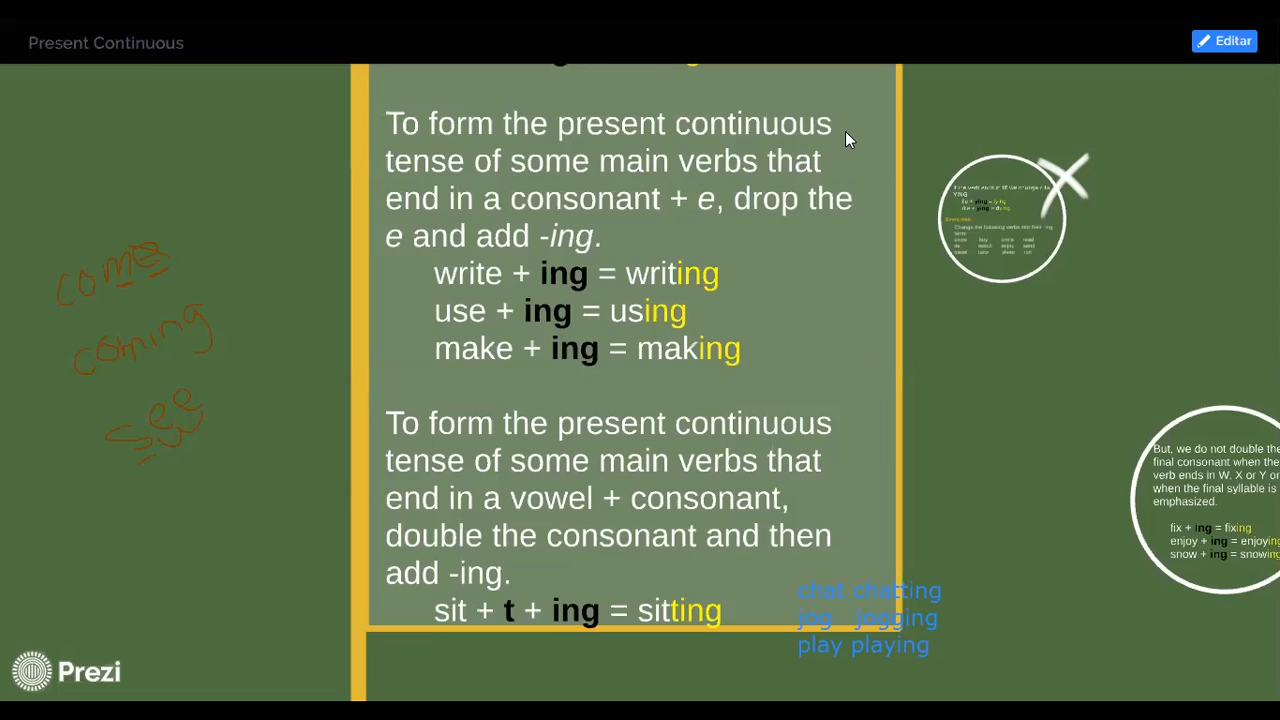 Present Continuous
Editar
To form the present continuous
tense of some main verbs that
end in a consonant + e, drop the
e and add -ing.
write + ing = writing
use + ing = using
make + ing = making
To form the present continuous
tense of some main verbs that
end in a vowel + consonant,
double the consonant and then
add -ing.
sit + t + ing = sitting
comes
coming
see
chat chatting
jog jogging
play playing
But, we do not double the
final consonant when the
verb ends in W, X or Y or
when the final syllable is
emphasized.
fix + ing = fixing
enjoy + ing = enjoying
snow + ing = snowing
Prezi